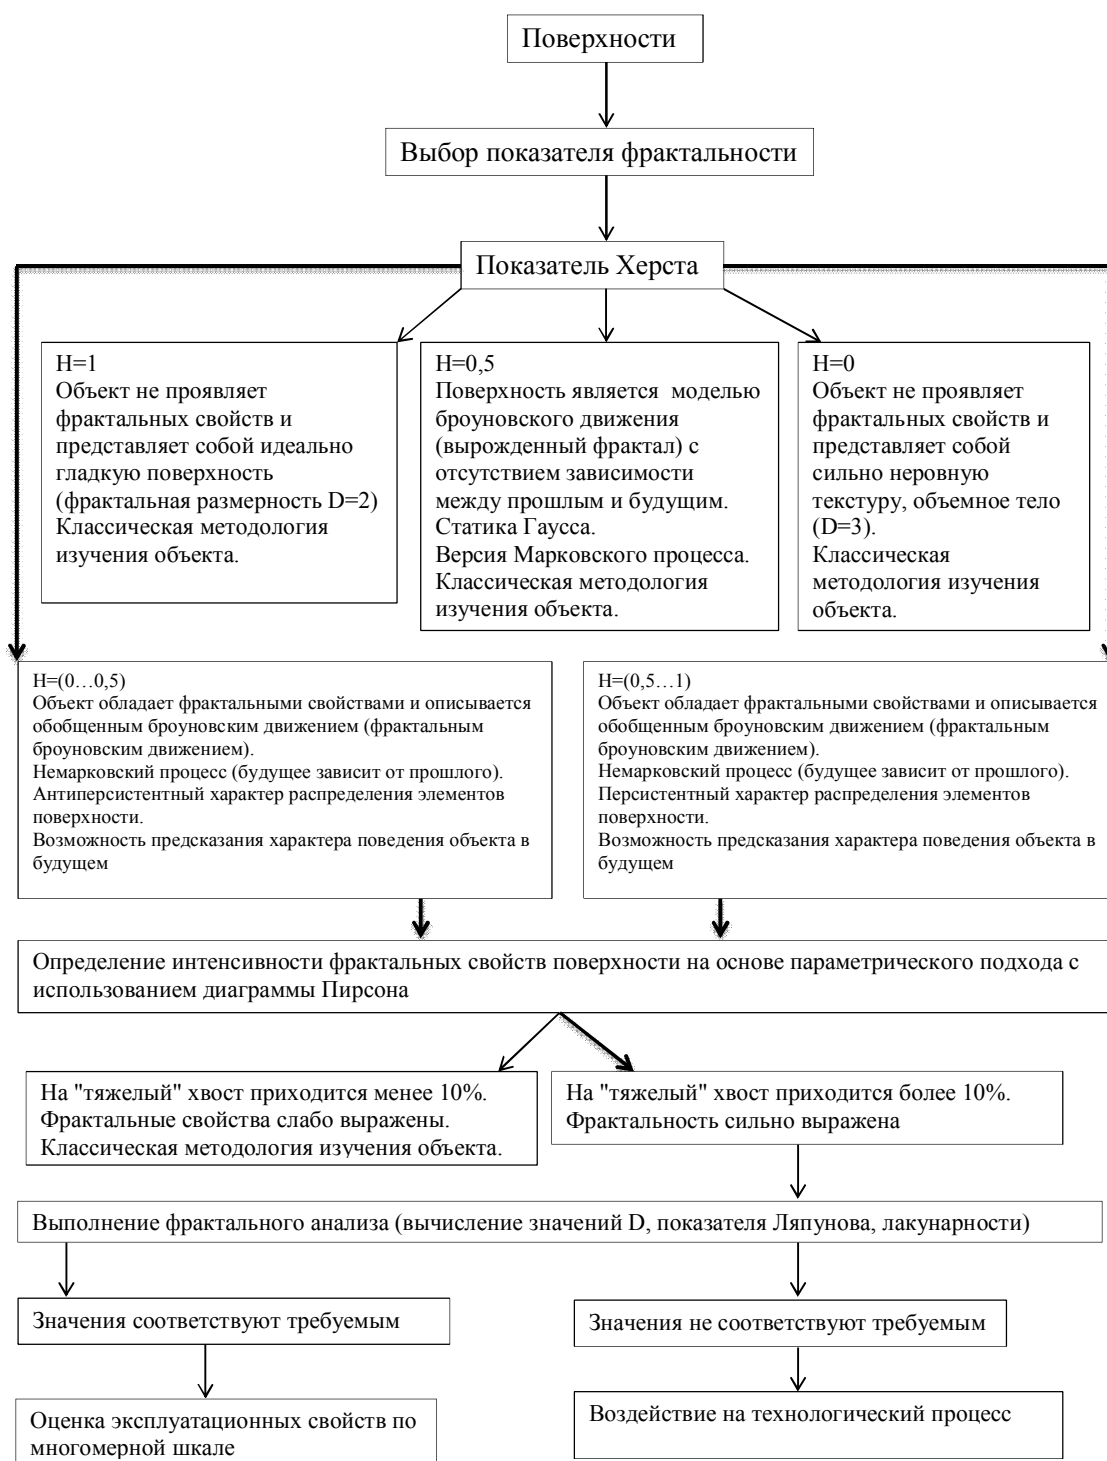 Поверхности
Выбор показателя фрактальности
Показатель Херста
H=1
Объект не проявляет
фрактальных свойств и
представляет собой идеально
гладкую поверхность
(фрактальная размерность D=2)
Классическая методология
изучения объекта.
H=0,5
Поверхность является моделью
броуновского движения
(вырожденный фрактал) с
отсутствием зависимости
между прошлым и будущим.
Статика Гаусса.
Версия Марковского процесса.
Классическая методология
изучения объекта.
H=0
Объект не проявляет
фрактальных свойств и
представляет собой
сильно неровную
текстуру, объемное тело
(D=3).
Классическая
методология изучения
объекта.
H=(0…0,5)
Объект обладает фрактальными свойствами и описывается
обобщенным броуновским движением (фрактальным
броуновским движением).
Немарковский процесс (будущее зависит от прошлого).
Антиперсистентный характер распределения элементов
поверхности.
Возможность предсказания характера поведения объекта в
будущем
H=(0,5…1)
Объект обладает фрактальными свойствами и описывается
обобщенным броуновским движением (фрактальным
броуновским движением).
Немарковский процесс (будущее зависит от прошлого).
Персистентный характер распределения элементов
поверхности.
Возможность предсказания характера поведения объекта в
будущем
Определение интенсивности фрактальных свойств поверхности на основе параметрического подхода с
использованием диаграммы Пирсона
На "тяжелый" хвост приходится менее 10%.
Фрактальные свойства слабо выражены.
Классическая методология изучения объекта.
На "тяжелый" хвост приходится более 10%.
Фрактальность сильно выражена
Выполнение фрактального анализа (вычисление значений D, показателя Ляпунова, лакунарности)
Значения соответствуют требуемым
Значения не соответствуют требуемым
Оценка эксплуатационных свойств по
многомерной шкале
Воздействие на технологический процесс